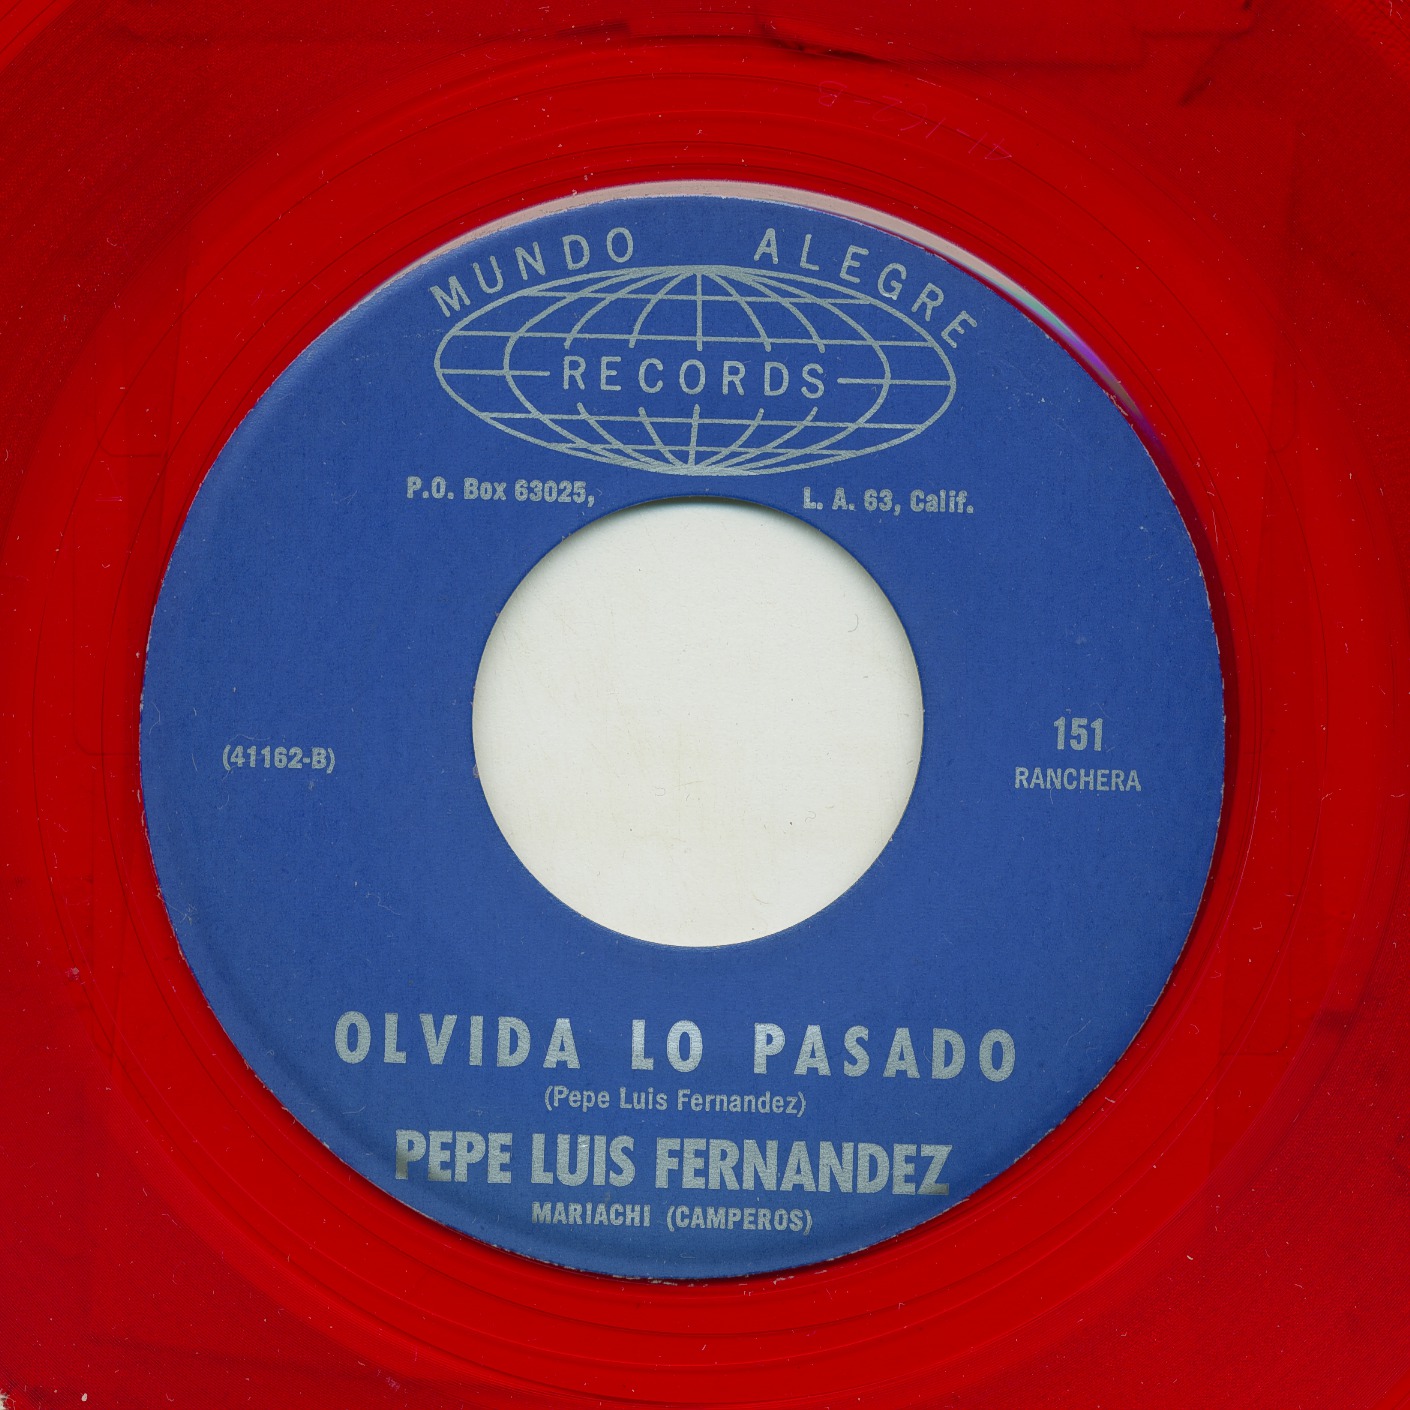 MUNDO ALEGRE
RECORDS
P.O. Box 63025, L. A. 63, Calif.
(41162-B)
151
RANCHERA
OLVIDA LO PASADO
(Pepe Luis Fernandez)
PEPE LUIS FERNANDEZ
MARIACHI (CAMPEROS)